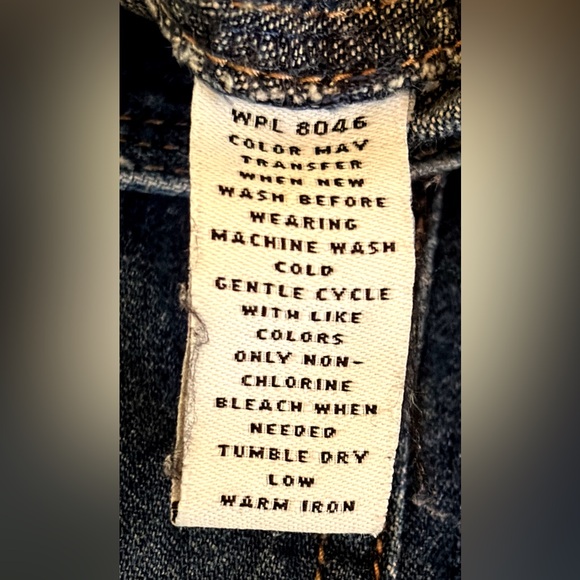 WPL 8046
COLOR MAY
TRANSFER
WHEN NEW
WASH BEFORE
WEARING
MACHINE WASH
COLD
GENTLE CYCLE
WITH LIKE
COLORS
ONLY NON-
CHLORINE
BLEACH WHEN
NEEDED
TUMBLE DRY
LOW
WARM IRON